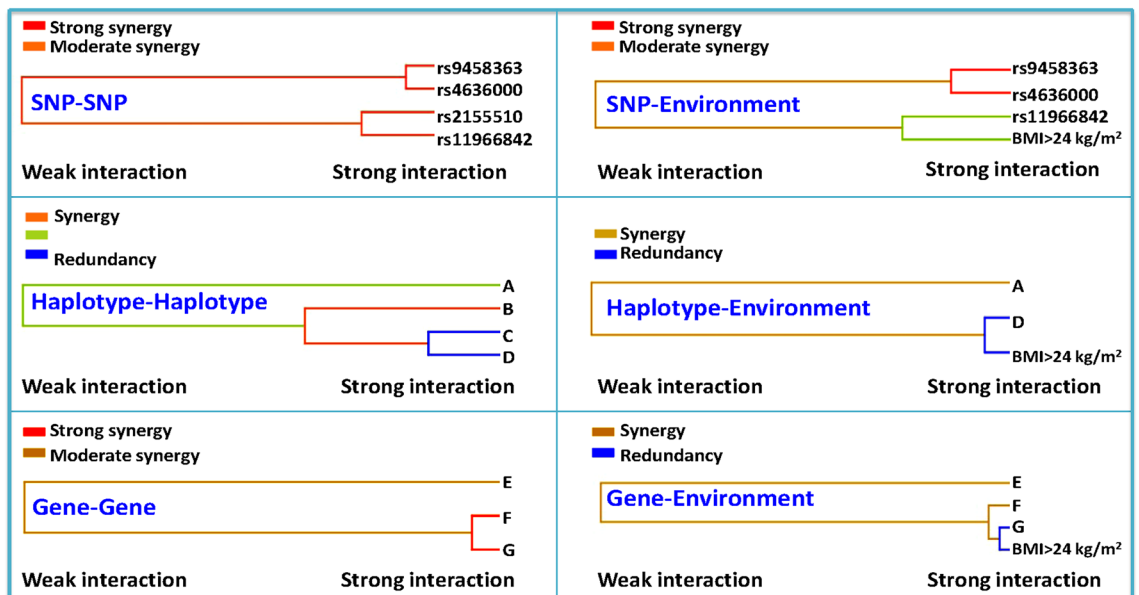 Strong synergy
Moderate synergy
rs9458363
rs4636000
SNP-SNP
rs2155510
rs11966842
Weak interaction
Strong interaction
Strong synergy
Moderate synergy
rs9458363
rs4636000
SNP-Environment
rs11966842
BMI>24 kg/m²
Weak interaction
Strong interaction
Synergy
Redundancy
A
Haplotype-Haplotype
B
C
D
Weak interaction
Strong interaction
Synergy
Redundancy
A
Haplotype-Environment
D
BMI>24 kg/m²
Weak interaction
Strong interaction
Strong synergy
Moderate synergy
E
Gene-Gene
F
G
Weak interaction
Strong interaction
Synergy
Redundancy
E
Gene-Environment
F
G
BMI>24 kg/m²
Weak interaction
Strong interaction